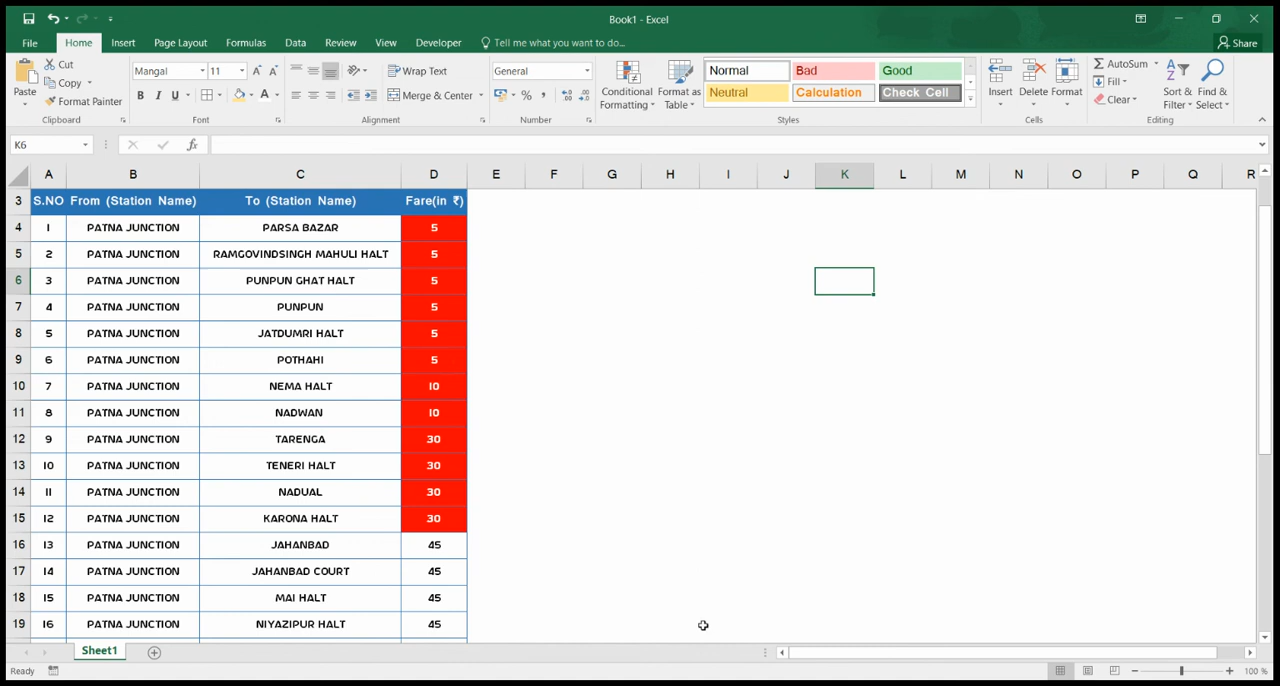 Book1 - Excel
File Home Insert Page Layout Formulas Data Review View Developer Tell me what you want to do... Share
Paste Cut Copy Format Painter Clipboard
Mangal 11 A A B I U A Font
Wrap Text Merge & Center Alignment
General % , Number
Conditional Formatting Format as Table Normal Bad Good Neutral Calculation Check Cell Styles
Insert Delete Format Cells
AutoSum Fill Clear Sort & Filter Find & Select Editing
K6 fx
A B C D E F G H I J K L M N O P Q R
3 S.NO From (Station Name) To (Station Name) Fare(in ₹)
4 1 PATNA JUNCTION PARSA BAZAR 5
5 2 PATNA JUNCTION RAMGOVINDSINGH MAHULI HALT 5
6 3 PATNA JUNCTION PUNPUN GHAT HALT 5
7 4 PATNA JUNCTION PUNPUN 5
8 5 PATNA JUNCTION JATDUMRI HALT 5
9 6 PATNA JUNCTION POTHAHI 5
10 7 PATNA JUNCTION NEMA HALT 10
11 8 PATNA JUNCTION NADWAN 10
12 9 PATNA JUNCTION TARENGA 30
13 10 PATNA JUNCTION TENERI HALT 30
14 11 PATNA JUNCTION NADUAL 30
15 12 PATNA JUNCTION KARONA HALT 30
16 13 PATNA JUNCTION JAHANBAD 45
17 14 PATNA JUNCTION JAHANBAD COURT 45
18 15 PATNA JUNCTION MAI HALT 45
19 16 PATNA JUNCTION NIYAZIPUR HALT 45
Sheet1
Ready 100 %